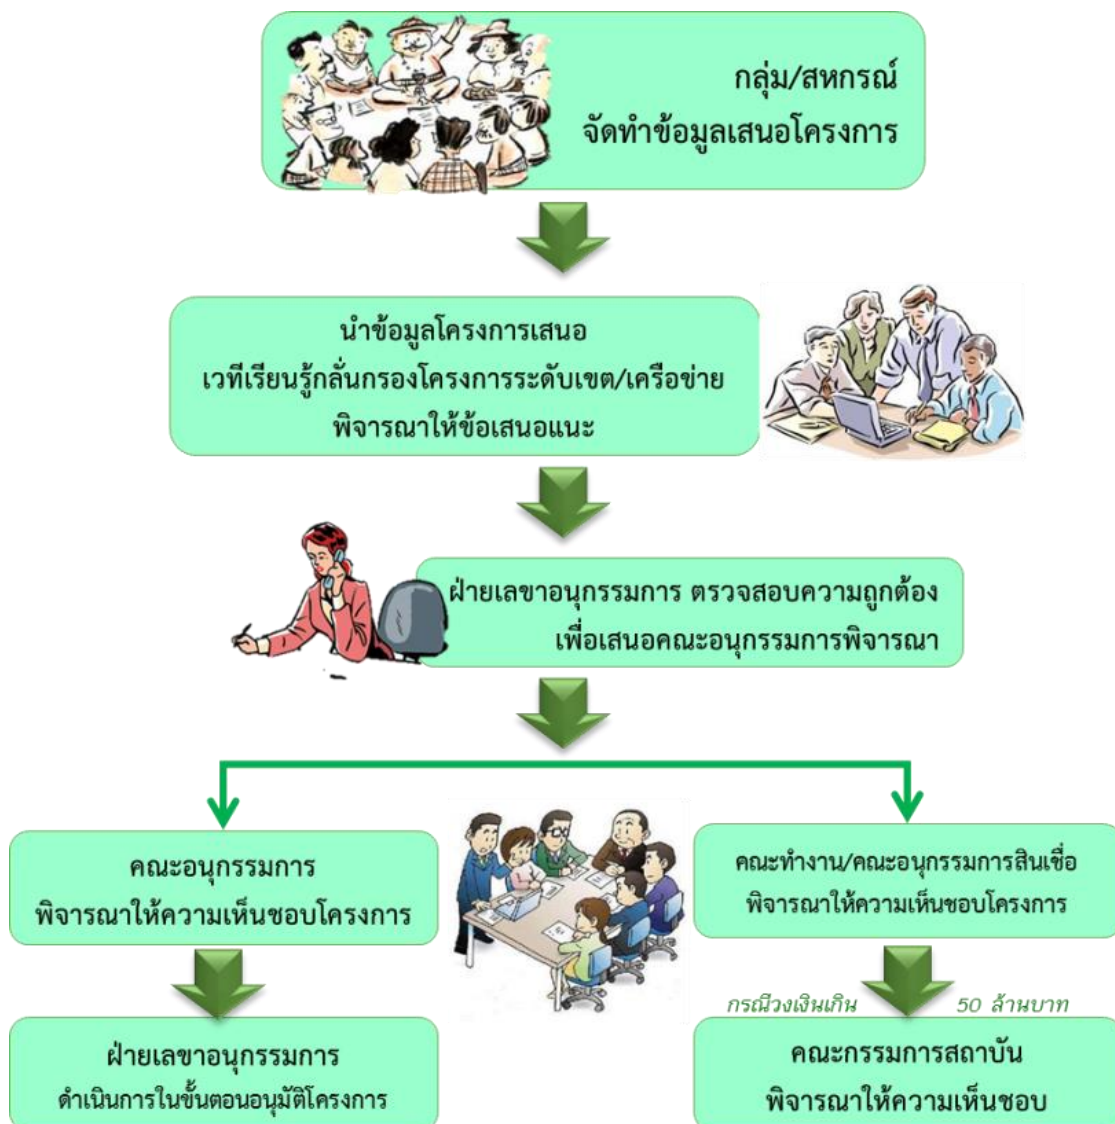 กลุ่ม/สหกรณ์
จัดทำข้อมูลเสนอโครงการ
นำข้อมูลโครงการเสนอ
เวทีเรียนรู้กลั่นกรองโครงการระดับเขต/เครือข่าย
พิจารณาให้ข้อเสนอแนะ
ฝ่ายเลขาอนุกรรมการ ตรวจสอบความถูกต้อง
เพื่อเสนอคณะอนุกรรมการพิจารณา
คณะอนุกรรมการ
พิจารณาให้ความเห็นชอบโครงการ
ฝ่ายเลขาอนุกรรมการ
ดำเนินการในขั้นตอนอนุมัติโครงการ
คณะทำงาน/คณะอนุกรรมการสินเชื่อ
พิจารณาให้ความเห็นชอบโครงการ
กรณีวงเงินเกิน 50 ล้านบาท
คณะกรรมการสถาบัน
พิจารณาให้ความเห็นชอบ